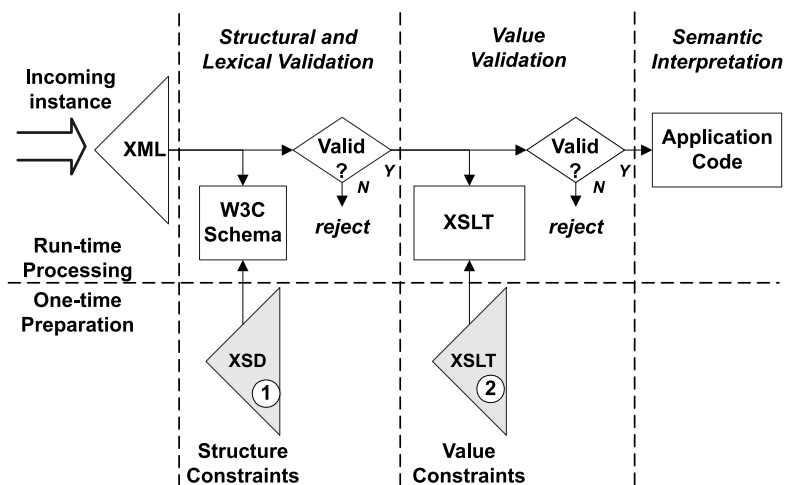 Structural and
Lexical Validation
Value
Validation
Semantic
Interpretation
Incoming
instance
XML
Valid
?
N
Y
reject
W3C
Schema
Valid
?
N
Y
reject
XSLT
Application
Code
Run-time
Processing
One-time
Preparation
XSD
1
XSLT
2
Structure
Constraints
Value
Constraints